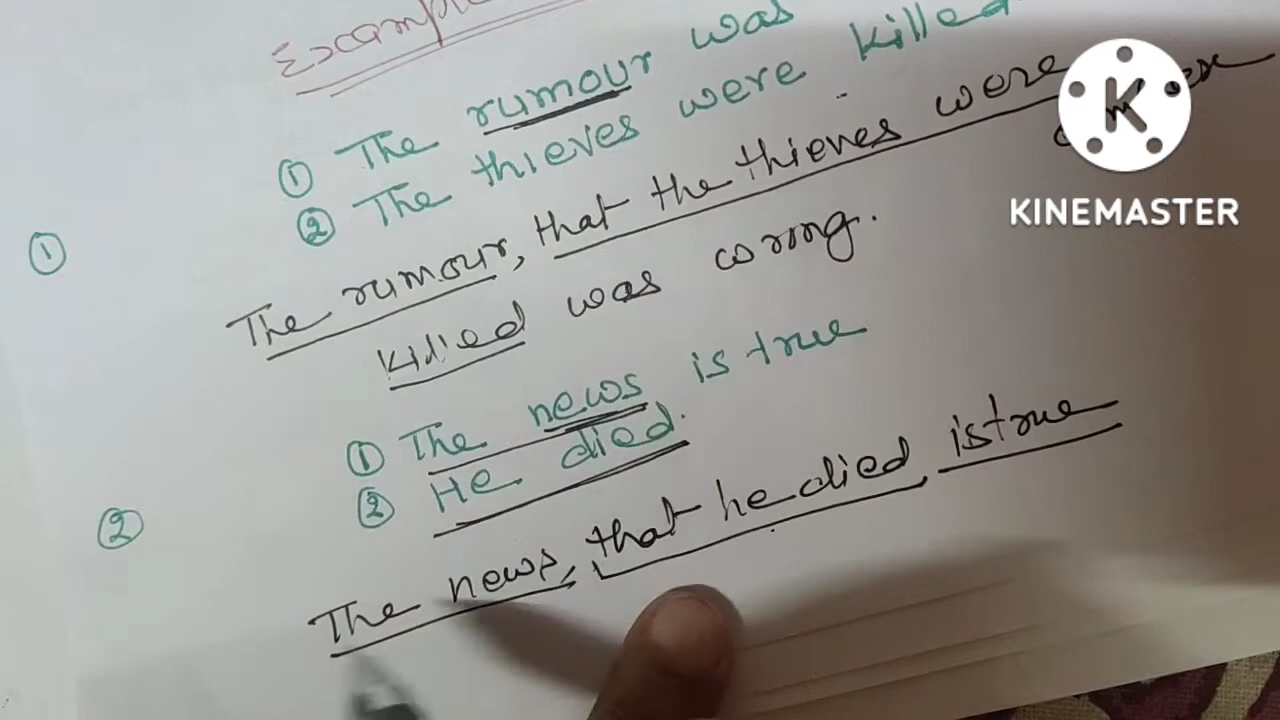 Example
① The rumour was
② The thieves were killed
①
The rumour, that the thieves were
killed was wrong.
① The news is true
② He died.
②
The news, that he died is true
KINEMASTER